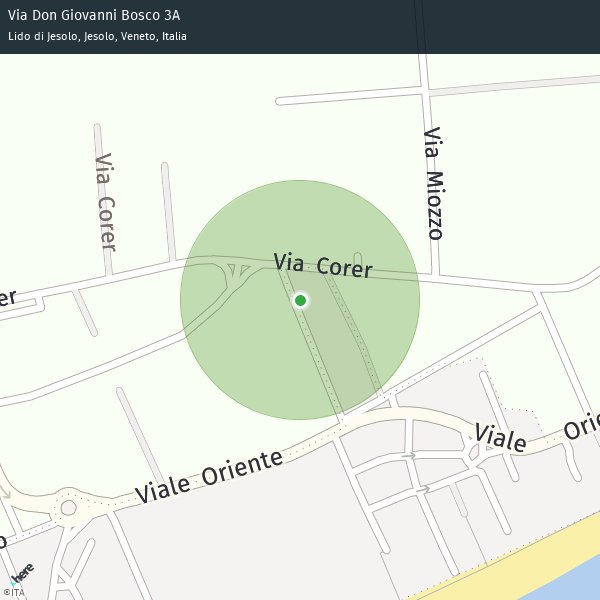 Via Don Giovanni Bosco 3A
Lido di Jesolo, Jesolo, Veneto, Italia
Via Miozzo
Via Corer
Via Corer
er
Viale Oriente
Viale Orie
o
here
©ITA